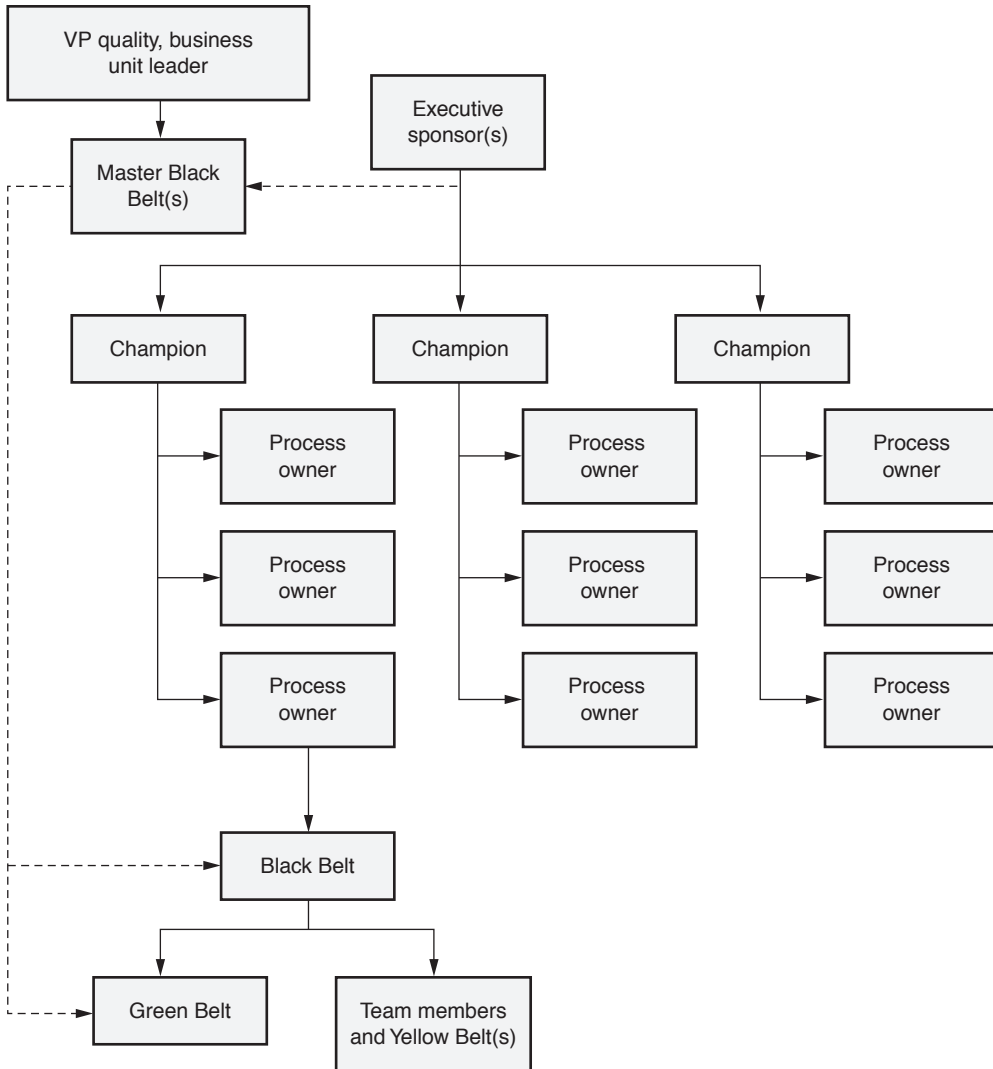 VP quality, business
unit leader
Executive
sponsor(s)
Master Black
Belt(s)
Champion
Champion
Champion
Process
owner
Process
owner
Process
owner
Process
owner
Process
owner
Process
owner
Process
owner
Process
owner
Process
owner
Black Belt
Green Belt
Team members
and Yellow Belt(s)